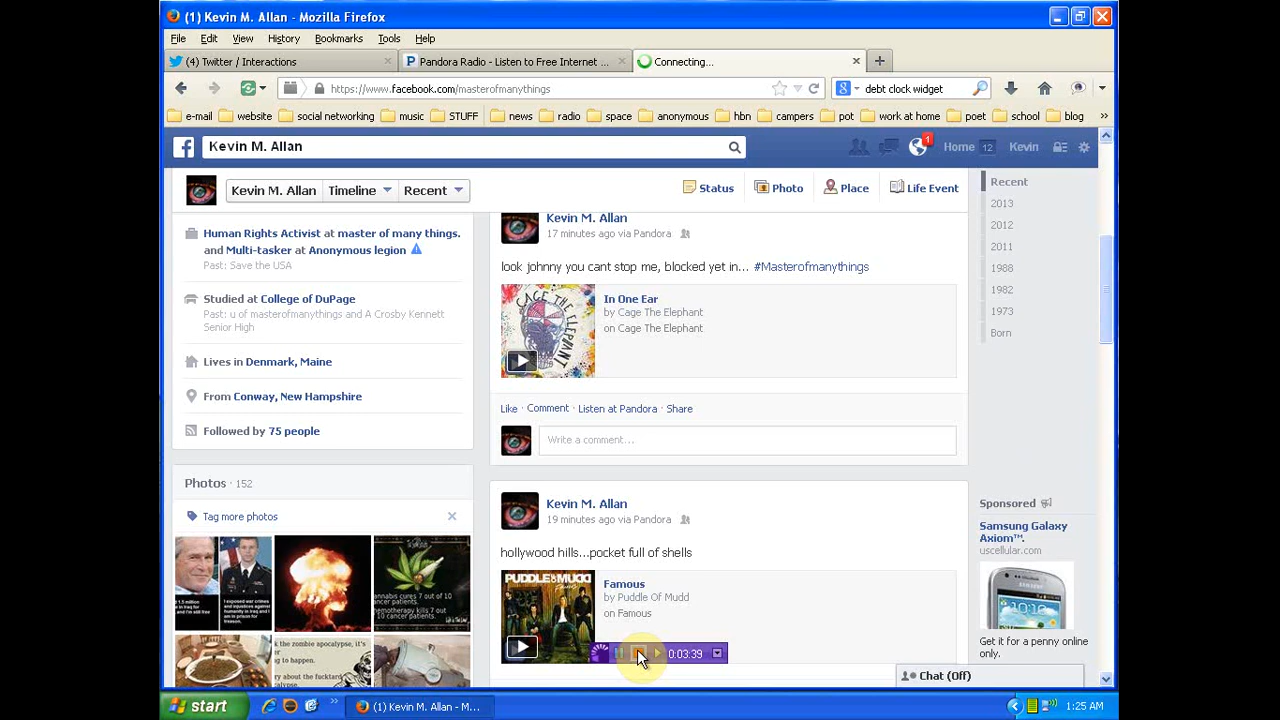 (1) Kevin M. Allan - Mozilla Firefox
File Edit View History Bookmarks Tools Help
(4) Twitter / Interactions
Pandora Radio - Listen to Free Internet ...
Connecting...
https://www.facebook.com/masterofmanythings
debt clock widget
e-mail website social networking music STUFF news radio space anonymous hbn campers pot work at home poet school blog »
Kevin M. Allan
1
Home 12 Kevin
Kevin M. Allan Timeline Recent
Status Photo Place Life Event
Human Rights Activist at master of many things.
and Multi-tasker at Anonymous legion
Past: Save the USA
Studied at College of DuPage
Past: u of masterofmanythings and A Crosby Kennett
Senior High
Lives in Denmark, Maine
From Conway, New Hampshire
Followed by 75 people
Photos · 152
Tag more photos
Kevin M. Allan
17 minutes ago via Pandora
look johnny you cant stop me, blocked yet in... #Masterofmanythings
CAGE THE ELEPHANT
In One Ear
by Cage The Elephant
on Cage The Elephant
Like · Comment · Listen at Pandora · Share
Write a comment...
Kevin M. Allan
19 minutes ago via Pandora
hollywood hills...pocket full of shells
Famous
by Puddle Of Mudd
on Famous
0:03:39
Recent
2013
2012
2011
1988
1982
1973
Born
Sponsored
Samsung Galaxy
Axiom™.
uscellular.com
Get it for a penny online
only.
Chat (Off)
start
»
(1) Kevin M. Allan - M...
1:25 AM